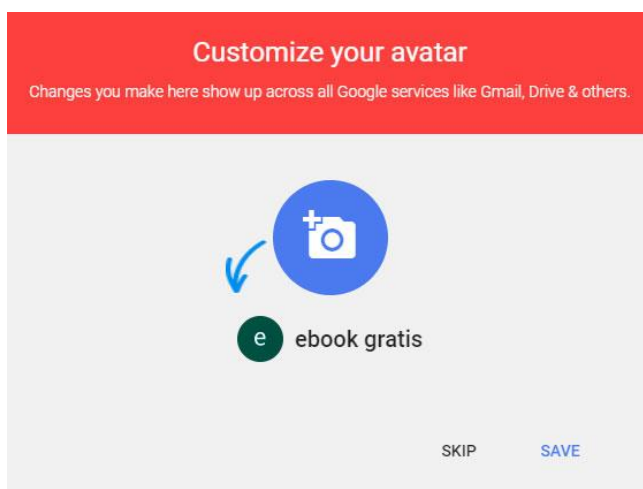 Customize your avatar
Changes you make here show up across all Google services like Gmail, Drive & others.
e
ebook gratis
SKIP
SAVE